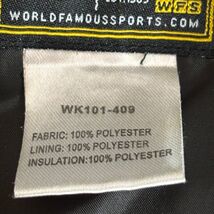 WFS
WORLDFAMOUSSPORTS.COM
WK101-409
FABRIC: 100% POLYESTER
LINING: 100% POLYESTER
INSULATION: 100% POLYESTER